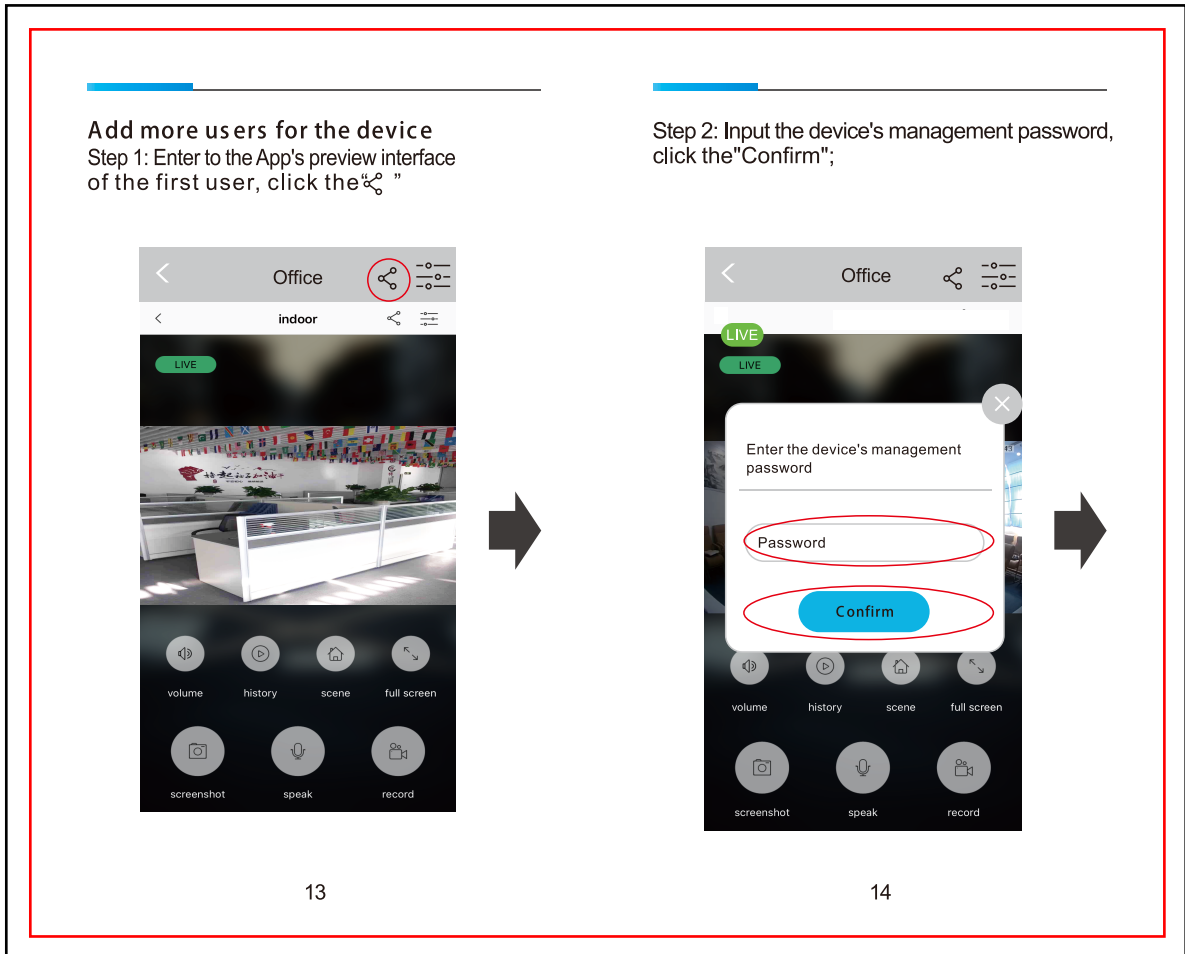 Add more users for the device
Step 1: Enter to the App's preview interface
of the first user, click the“ ”
Office
indoor
LIVE
volume
history
scene
full screen
screenshot
speak
record
13
Step 2: Input the device's management password,
click the"Confirm";
Office
LIVE
LIVE
Enter the device's management
password
Password
Confirm
volume
history
scene
full screen
screenshot
speak
record
14